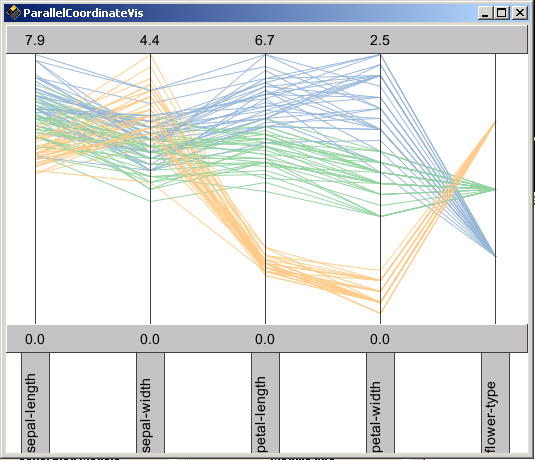 ParallelCoordinateVis
7.9 4.4 6.7 2.5
0.0 0.0 0.0 0.0
sepal-length
sepal-width
petal-length
petal-width
flower-type